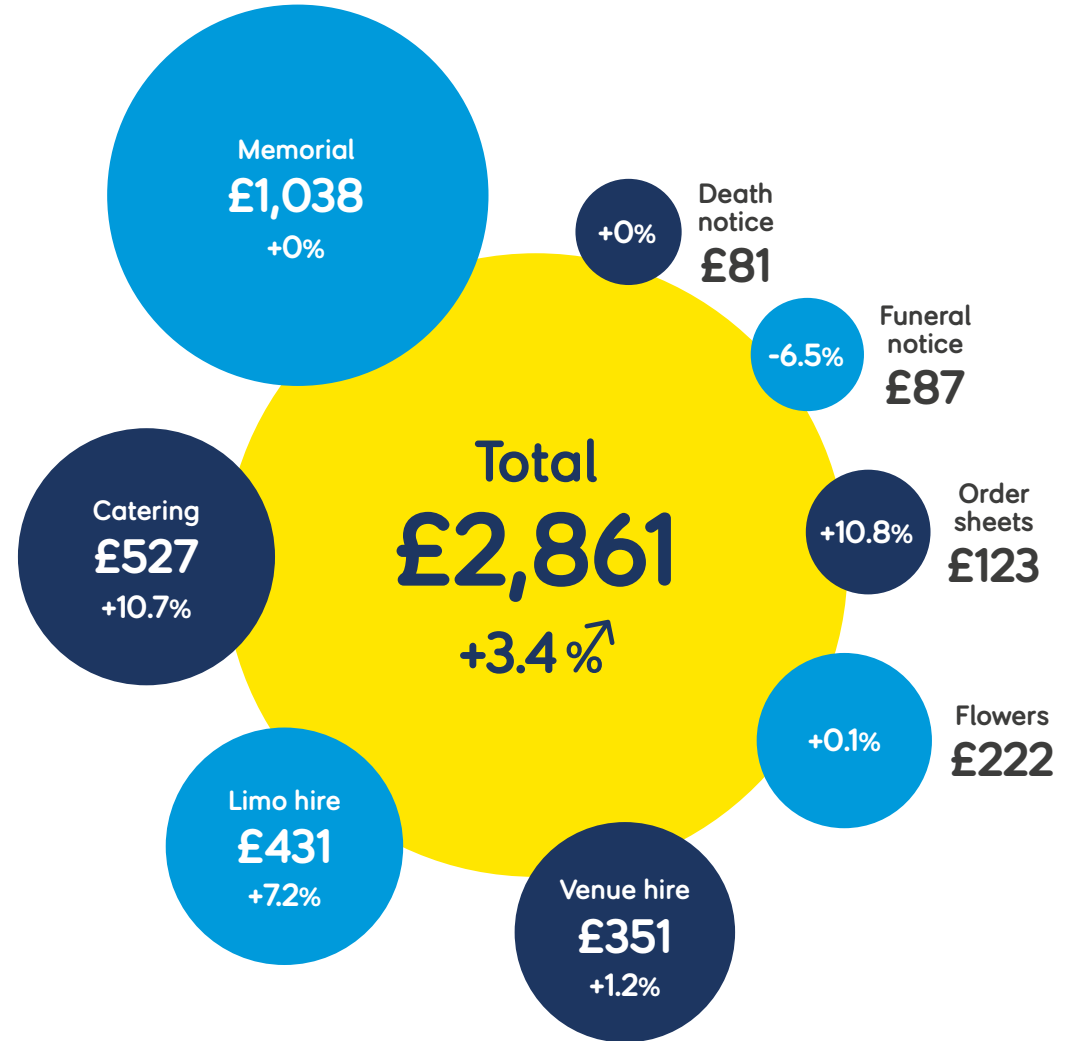 Memorial
£1,038
+0%
+0%
Death
notice
£81
-6.5%
Funeral
notice
£87
Total
£2,861
+3.4%
Catering
£527
+10.7%
+10.8%
Order
sheets
£123
+0.1%
Flowers
£222
Limo hire
£431
+7.2%
Venue hire
£351
+1.2%